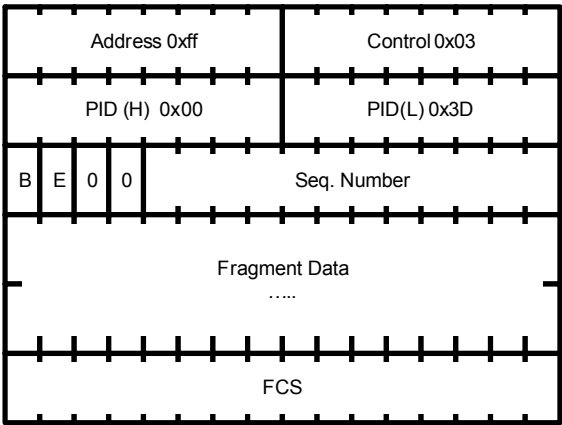 Address 0xff Control 0x03
PID (H) 0x00 PID(L) 0x3D
B E 0 0 Seq. Number
Fragment Data
.....
FCS